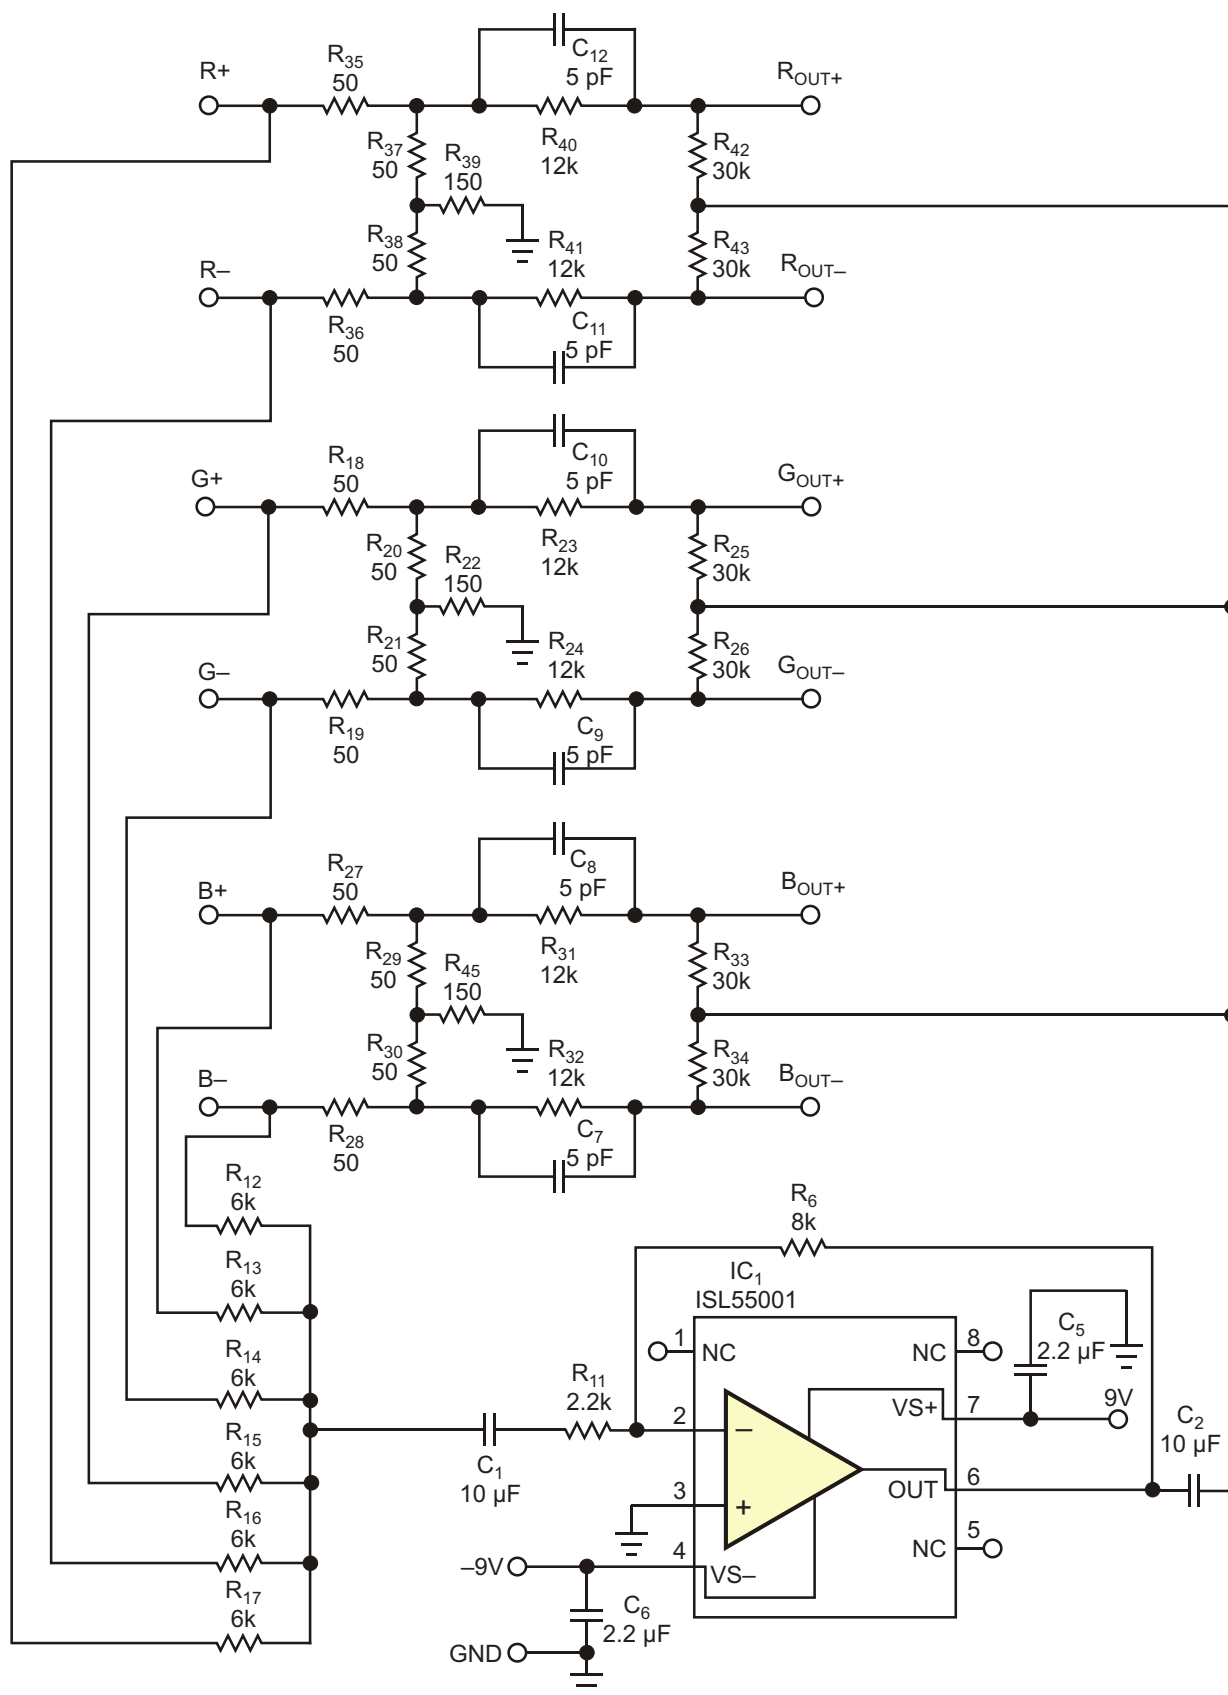 R+
R35
50
C12
5 pF
ROUT+
R37
50
R39
150
R40
12k
R42
30k
R38
50
R41
12k
R43
30k
R–
R36
50
C11
5 pF
ROUT–
G+
R18
50
C10
5 pF
GOUT+
R20
50
R22
150
R23
12k
R25
30k
R21
50
R24
12k
R26
30k
G–
R19
50
C9
5 pF
GOUT–
B+
R27
50
C8
5 pF
BOUT+
R29
50
R45
150
R31
12k
R33
30k
R30
50
R32
12k
R34
30k
B–
R28
50
C7
5 pF
BOUT–
R12
6k
R13
6k
R14
6k
R15
6k
R16
6k
R17
6k
R6
8k
IC1
ISL55001
C5
2.2 µF
1
NC
NC
8
R11
2.2k
C1
10 µF
2
–
VS+
7
9V
C2
10 µF
3
+
OUT
6
NC
5
–9V
4
VS–
C6
2.2 µF
GND